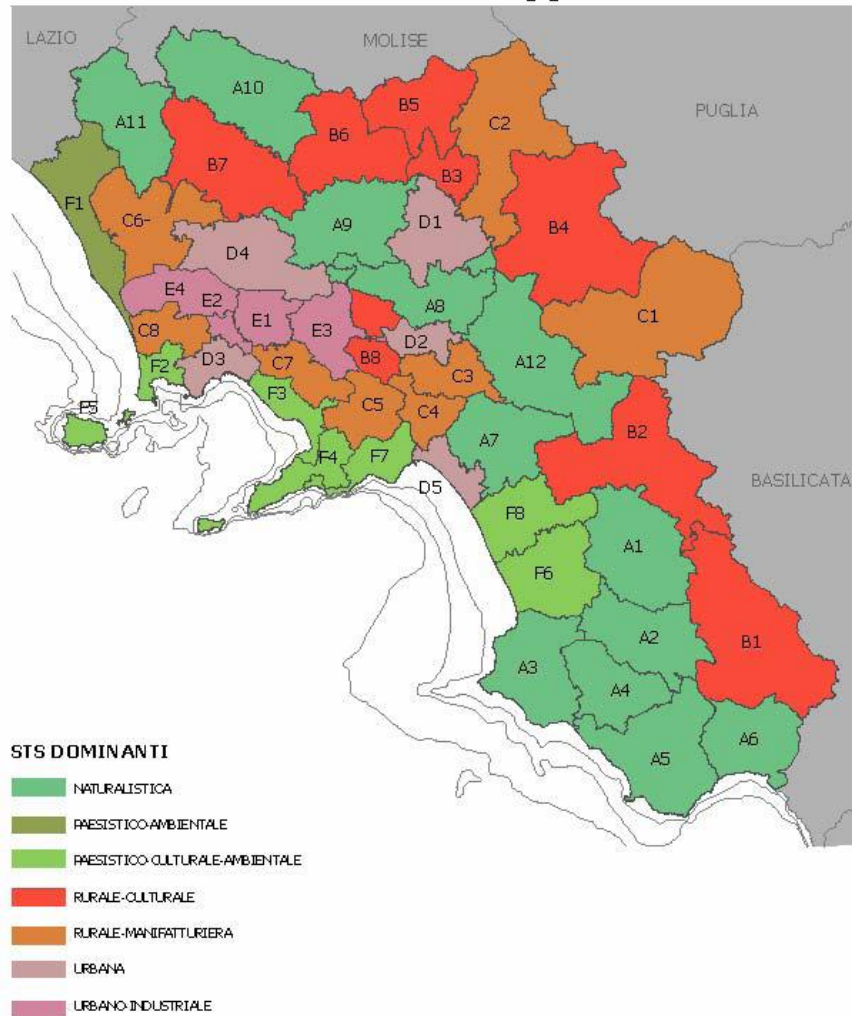 LAZIO
MOLISE
PUGLIA
BASILICATA
A10
A11
B5
C2
B7
B6
B3
F1
C6-
A9
D1
B4
D4
E4
E2
E1
E3
A8
C1
C8
D3
C7
B8
D2
C3
A12
F2
F3
C5
C4
F5
F4
F7
A7
B2
D5
F8
A1
F6
A2
B1
A3
A4
A5
A6
STS DOMINANTI
NATURALISTICA
PAESISTICO-AMBIENTALE
PAESISTICO-CULTURALE-AMBIENTALE
RURALE-CULTURALE
RURALE-MANIFATTURIERA
URBANA
URBANO-INDUSTRIALE